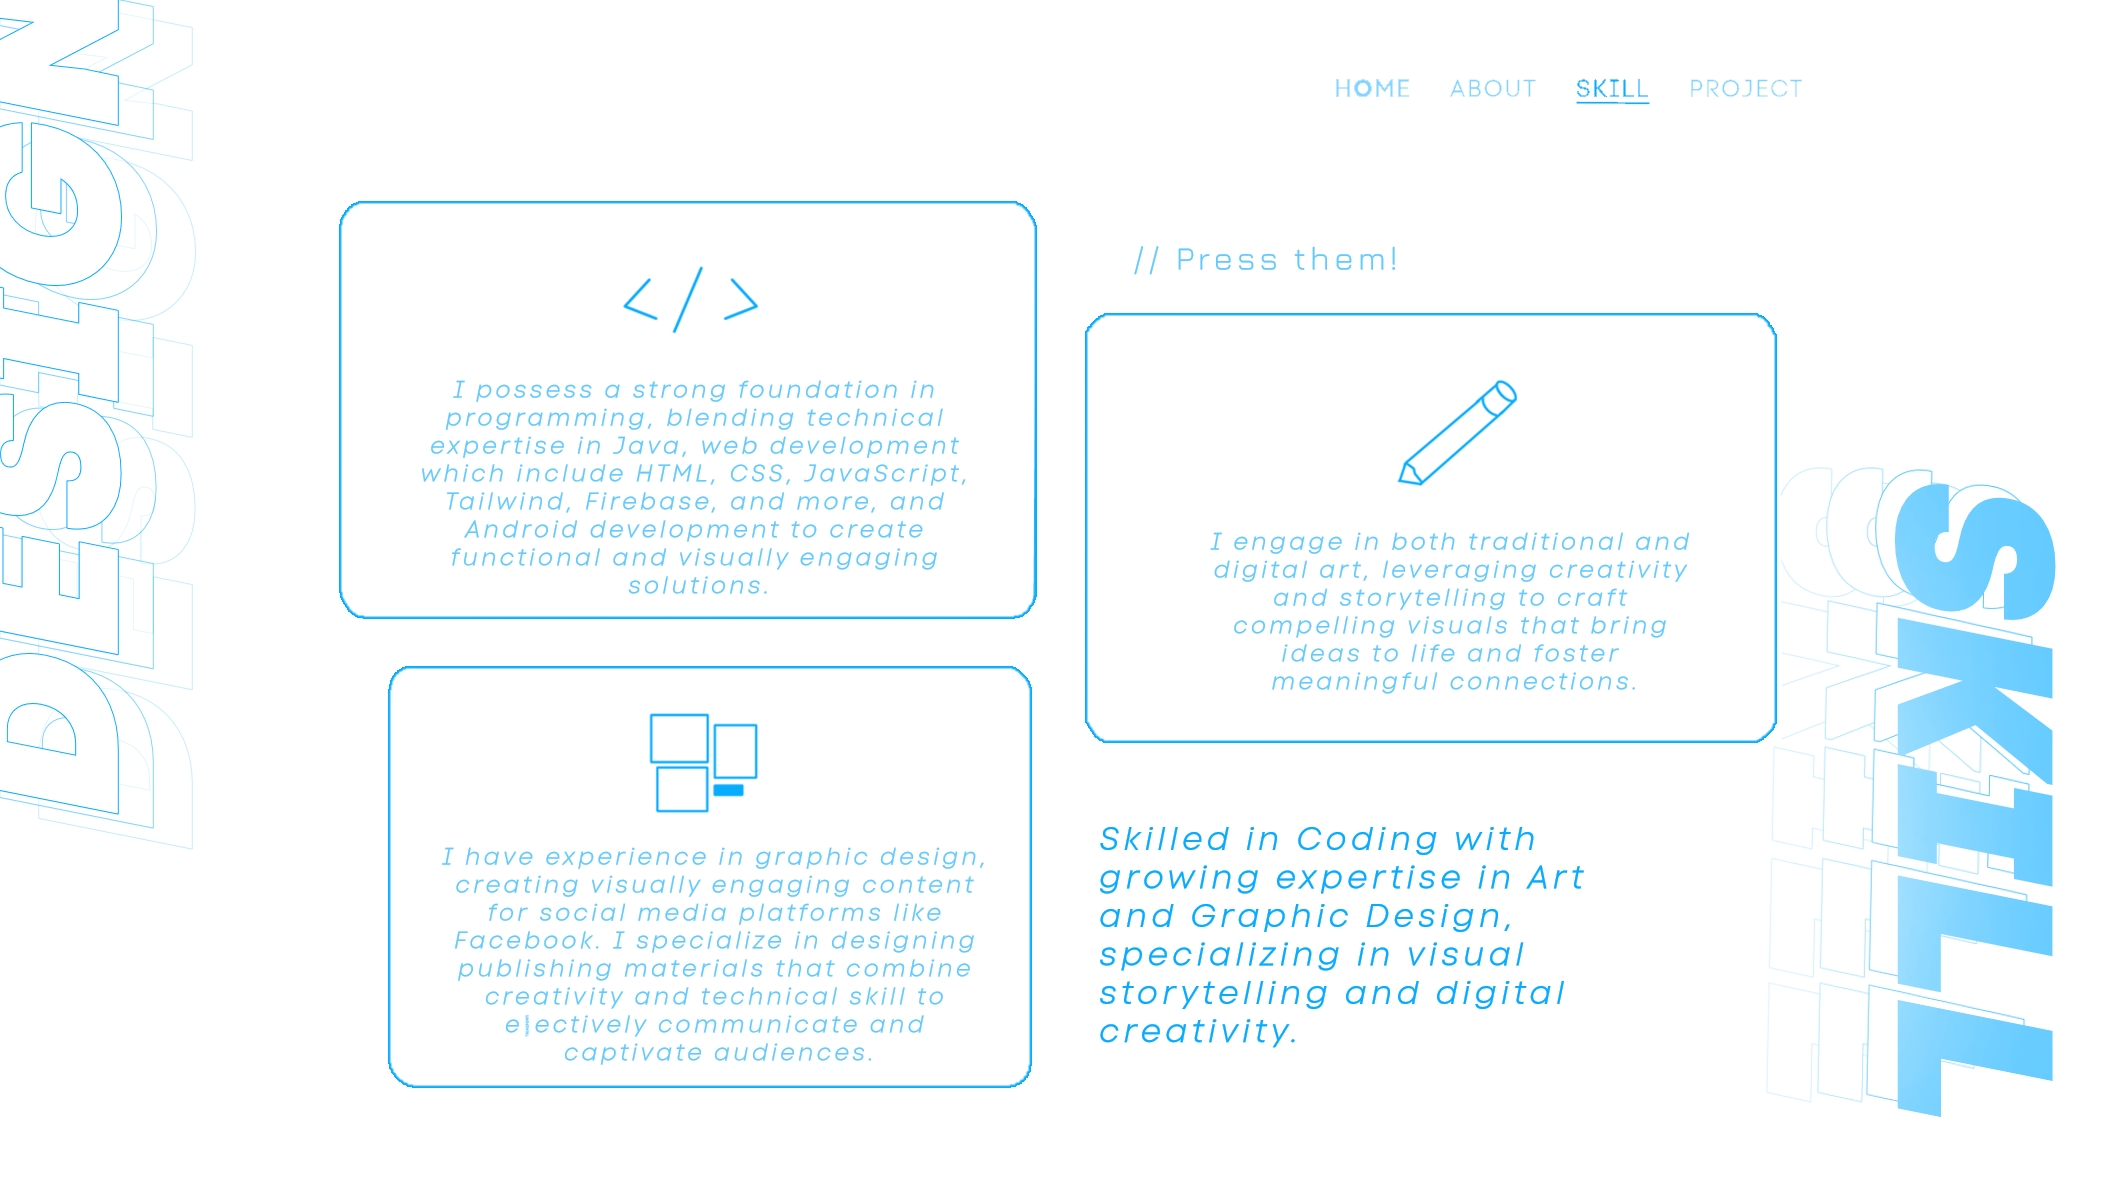 HOME ABOUT SKILL PROJECT
DESIGN
I possess a strong foundation in
programming, blending technical
expertise in Java, web development
which include HTML, CSS, JavaScript,
Tailwind, Firebase, and more, and
Android development to create
functional and visually engaging
solutions.
// Press them!
I engage in both traditional and
digital art, leveraging creativity
and storytelling to craft
compelling visuals that bring
ideas to life and foster
meaningful connections.
I have experience in graphic design,
creating visually engaging content
for social media platforms like
Facebook. I specialize in designing
publishing materials that combine
creativity and technical skill to
communicate and
captivate audiences.
Skilled in Coding with
growing expertise in Art
and Graphic Design,
specializing in visual
storytelling and digital
creativity.
SKILL